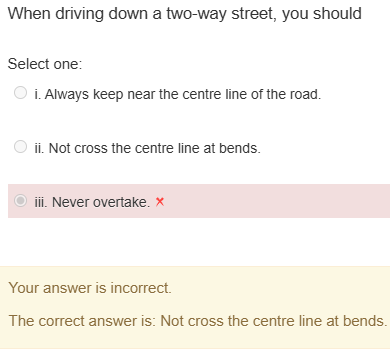 When driving down a two-way street, you should
Select one:
i. Always keep near the centre line of the road.
ii. Not cross the centre line at bends.
iii. Never overtake. ✗
Your answer is incorrect.
The correct answer is: Not cross the centre line at bends.